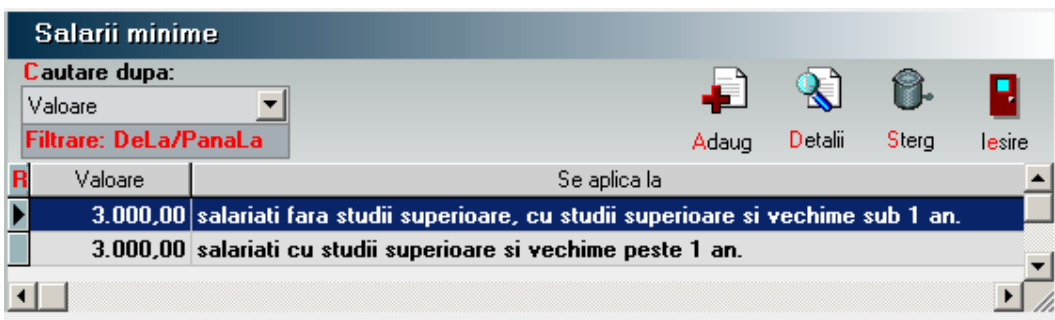 Salarii minime
Cautare dupa:
Valoare
Filtrare: DeLa/PanaLa
Adaug Detalii Sterg Iesire
R Valoare Se aplica la
3.000,00 salariati fara studii superioare, cu studii superioare si vechime sub 1 an.
3.000,00 salariati cu studii superioare si vechime peste 1 an.